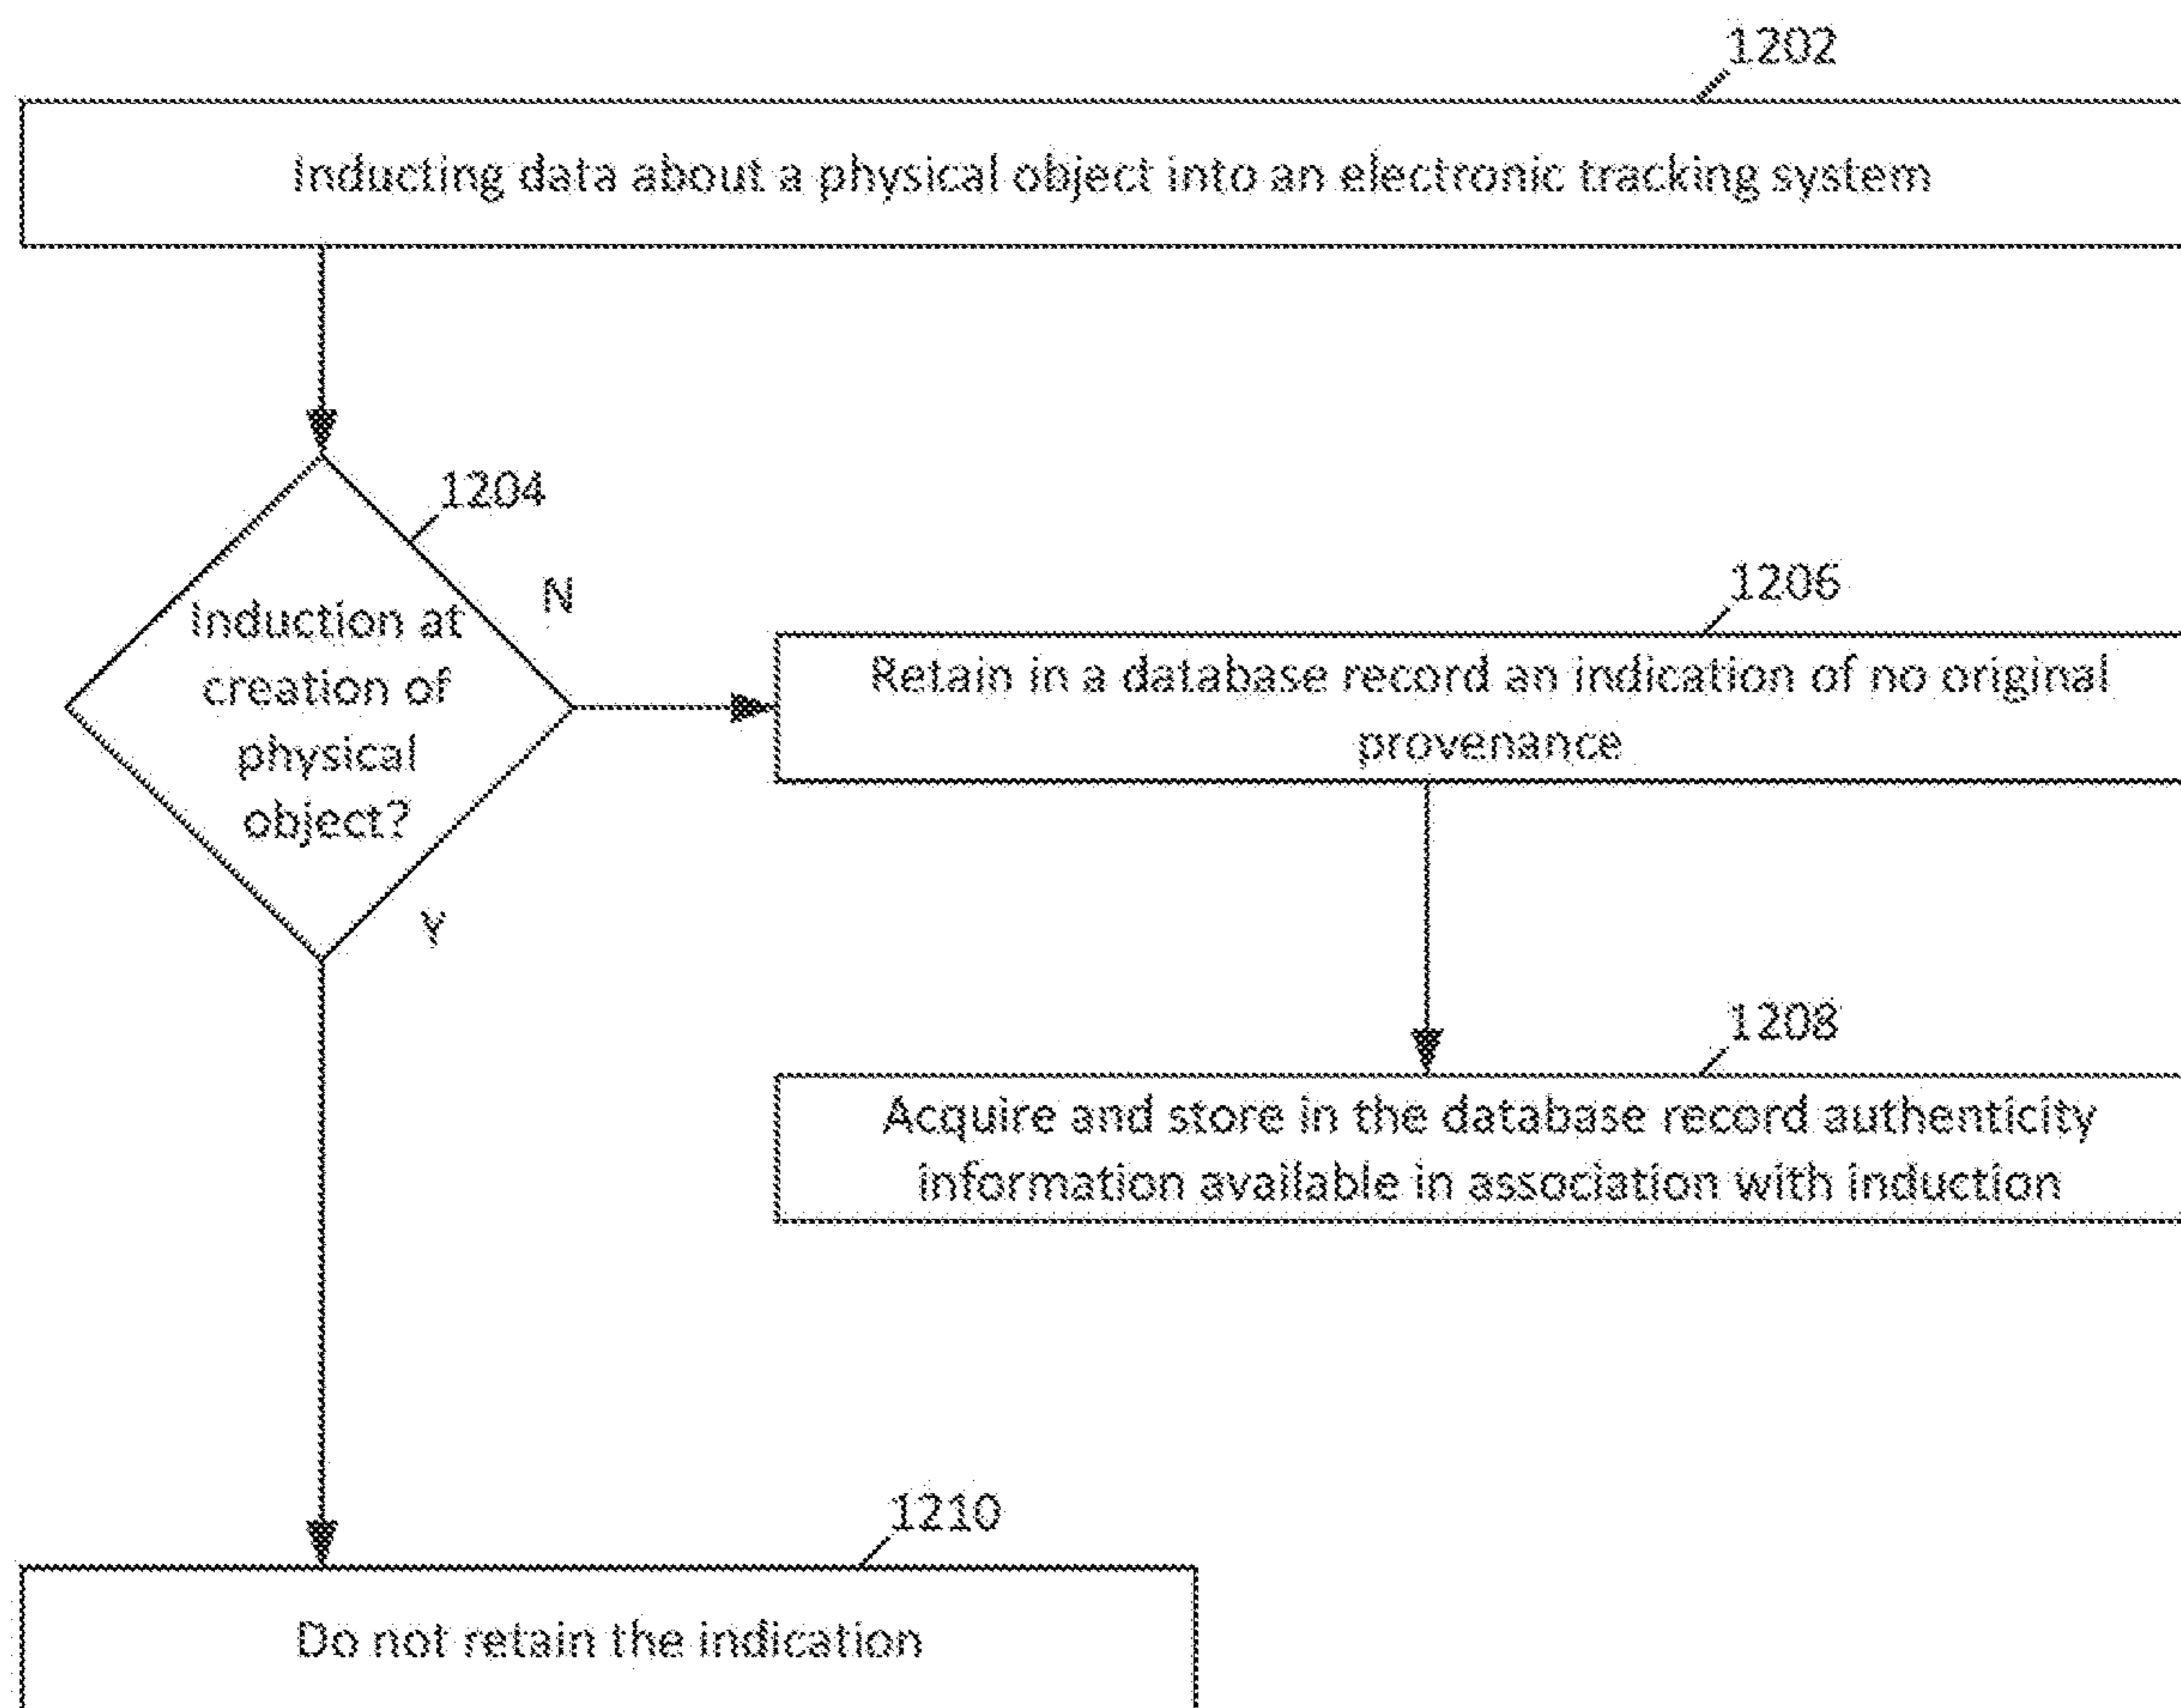 1202
Inducting data about a physical object into an electronic tracking system
1204
N
Induction at
creation of
physical
object?
Y
1206
Retain in a database record an indication of no original
provenance
1208
Acquire and store in the database record authenticity
information available in association with induction
1210
Do not retain the indication